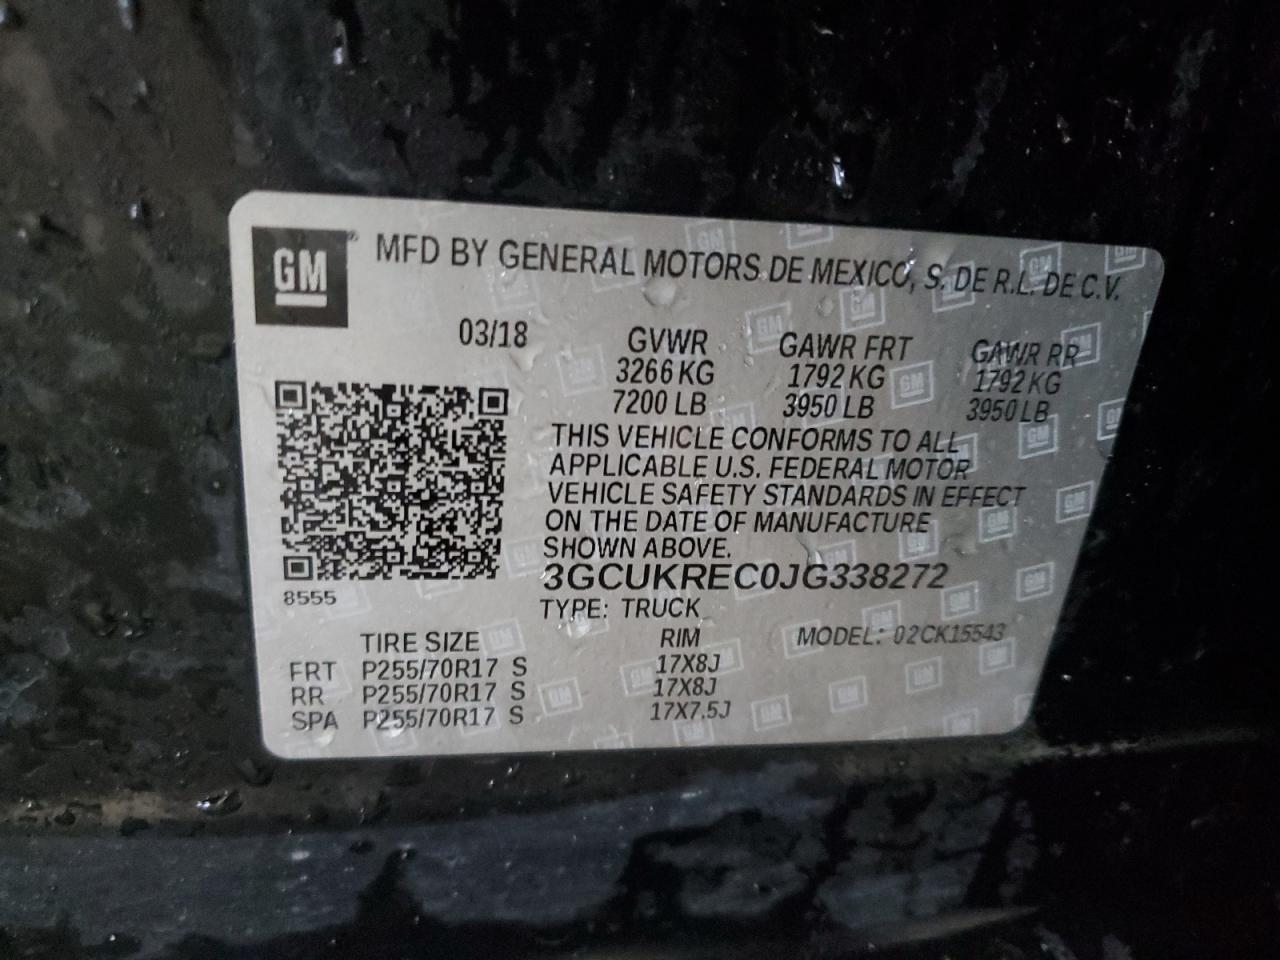 GM® MFD BY GENERAL MOTORS DE MEXICO, S. DE R.L. DE C.V.
03/18 GVWR GAWR FRT GAWR RR
3266 KG 1792 KG 1792 KG
7200 LB 3950 LB 3950 LB
THIS VEHICLE CONFORMS TO ALL
APPLICABLE U.S. FEDERAL MOTOR
VEHICLE SAFETY STANDARDS IN EFFECT
ON THE DATE OF MANUFACTURE
SHOWN ABOVE.
3GCUKREC0JG338272
8555 TYPE: TRUCK
TIRE SIZE RIM MODEL: 02CK15543
FRT P255/70R17 S 17X8J
RR P255/70R17 S 17X8J
SPA P255/70R17 S 17X7.5J